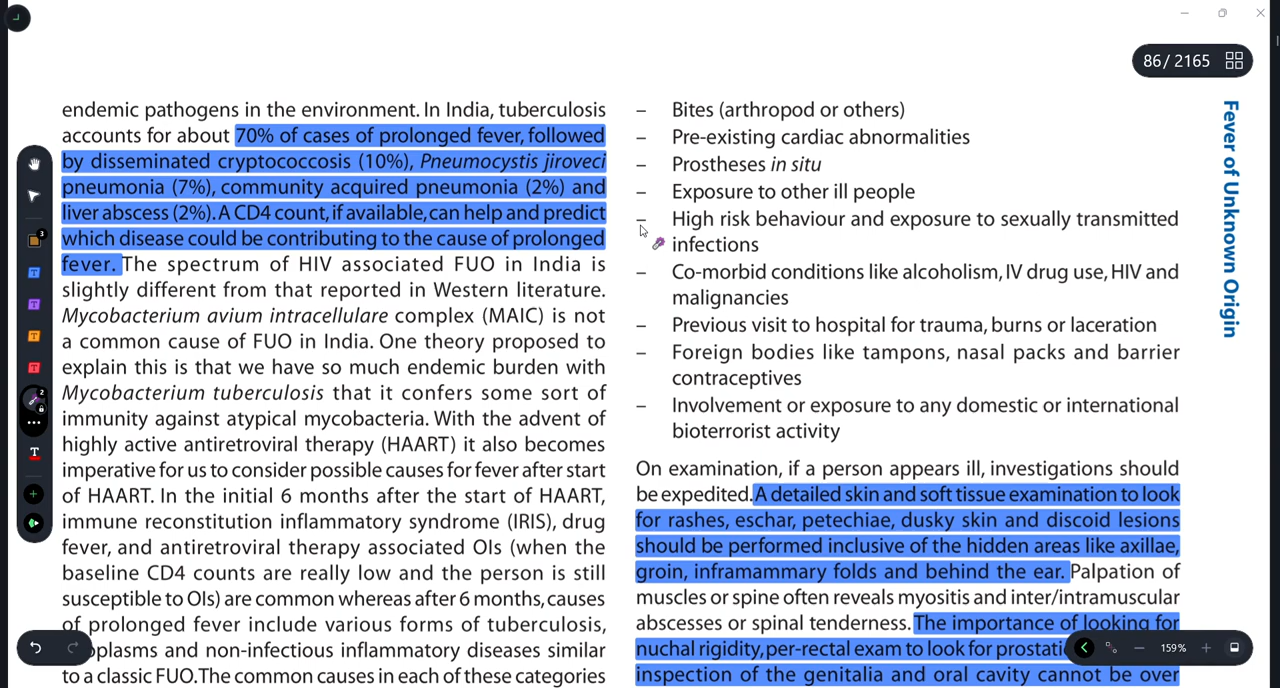 86 / 2165
endemic pathogens in the environment. In India, tuberculosis
accounts for about 70% of cases of prolonged fever, followed
by disseminated cryptococcosis (10%), Pneumocystis jiroveci
pneumonia (7%), community acquired pneumonia (2%) and
liver abscess (2%). A CD4 count, if available, can help and predict
which disease could be contributing to the cause of prolonged
fever. The spectrum of HIV associated FUO in India is
slightly different from that reported in Western literature.
Mycobacterium avium intracellulare complex (MAIC) is not
a common cause of FUO in India. One theory proposed to
explain this is that we have so much endemic burden with
Mycobacterium tuberculosis that it confers some sort of
immunity against atypical mycobacteria. With the advent of
highly active antiretroviral therapy (HAART) it also becomes
imperative for us to consider possible causes for fever after start
of HAART. In the initial 6 months after the start of HAART,
immune reconstitution inflammatory syndrome (IRIS), drug
fever, and antiretroviral therapy associated OIs (when the
baseline CD4 counts are really low and the person is still
susceptible to OIs) are common whereas after 6 months, causes
of prolonged fever include various forms of tuberculosis,
plasms and non-infectious inflammatory diseases similar
to a classic FUO. The common causes in each of these categories
– Bites (arthropod or others)
– Pre-existing cardiac abnormalities
– Prostheses in situ
– Exposure to other ill people
– High risk behaviour and exposure to sexually transmitted
infections
– Co-morbid conditions like alcoholism, IV drug use, HIV and
malignancies
– Previous visit to hospital for trauma, burns or laceration
– Foreign bodies like tampons, nasal packs and barrier
contraceptives
– Involvement or exposure to any domestic or international
bioterrorist activity
On examination, if a person appears ill, investigations should
be expedited. A detailed skin and soft tissue examination to look
for rashes, eschar, petechiae, dusky skin and discoid lesions
should be performed inclusive of the hidden areas like axillae,
groin, inframammary folds and behind the ear. Palpation of
muscles or spine often reveals myositis and inter/intramuscular
abscesses or spinal tenderness. The importance of looking for
nuchal rigidity, per-rectal exam to look for prostati
inspection of the genitalia and oral cavity cannot be over
Fever of Unknown Origin
159%